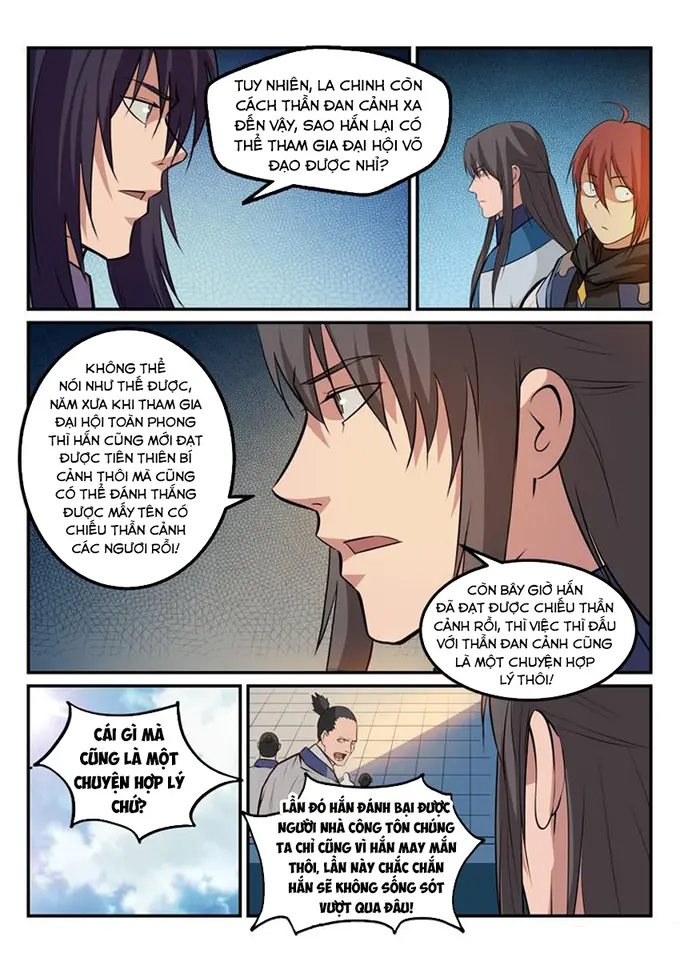 TUY NHIÊN, LA CHINH CÒN
CÁCH THẦN ĐAN CẢNH XA
ĐẾN VẬY, SAO HẮN LẠI CÓ
THỂ THAM GIA ĐẠI HỘI VÕ
ĐẠO ĐƯỢC NHỈ?
KHÔNG THỂ
NÓI NHƯ THẾ ĐƯỢC,
NĂM XƯA KHI THAM GIA
ĐẠI HỘI TOÀN PHONG
THÌ HẮN CŨNG MỚI ĐẠT
ĐƯỢC TIÊN THIÊN BÍ
CẢNH THÔI MÀ CŨNG
CÓ THỂ ĐÁNH THẮNG
ĐƯỢC MẤY TÊN CÓ
CHIẾU THẦN CẢNH
CÁC NGƯƠI RỒI!
CÒN BÂY GIỜ HẮN
ĐÃ ĐẠT ĐƯỢC CHIẾU THẦN
CẢNH RỒI, THÌ VIỆC THI ĐẤU
VỚI THẦN ĐAN CẢNH CŨNG
LÀ MỘT CHUYỆN HỢP
LÝ THÔI!
CÁI GÌ MÀ
CŨNG LÀ MỘT
CHUYỆN HỢP LÝ
CHỨ?
LẦN ĐÓ HẮN ĐÁNH BẠI ĐƯỢC
NGƯỜI NHÀ CÔNG TÔN CHÚNG
TA CHỈ CŨNG VÌ HẮN MAY MẮN
THÔI, LẦN NÀY CHẮC CHẮN
HẮN SẼ KHÔNG SỐNG SÓT
VƯỢT QUA ĐÂU!